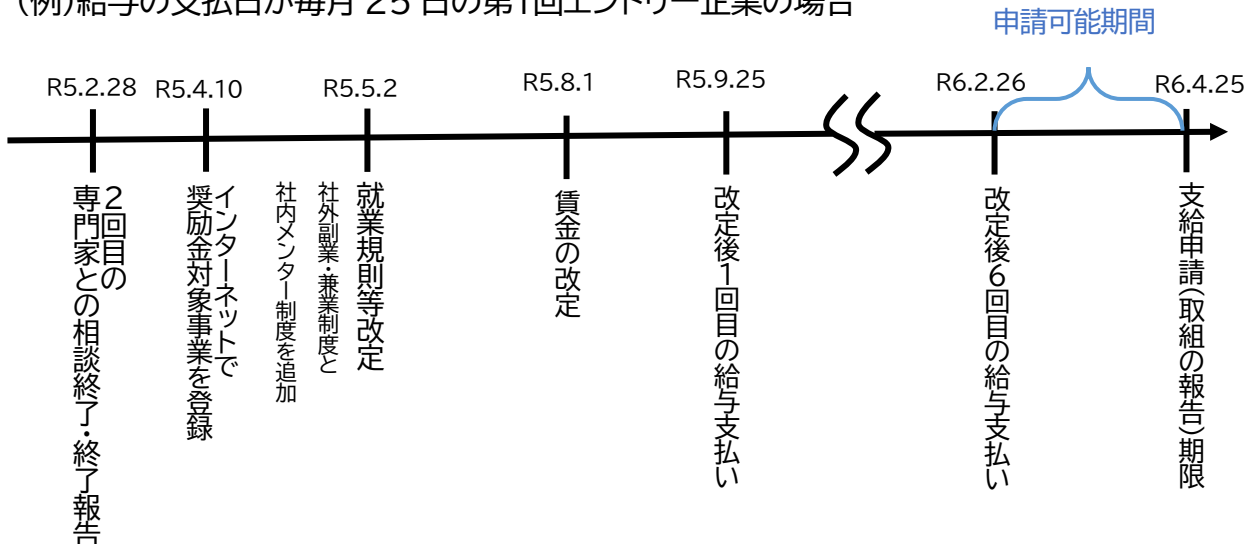 (例)給与の支払日が毎月25日の第1回エントリー企業の場合
申請可能期間
R5.2.28
R5.4.10
R5.5.2
R5.8.1
R5.9.25
R6.2.26
R6.4.25
2回目の
専門家との相談終了・終了報告
インターネットで
奨励金対象事業を登録
就業規則等改定
社外副業・兼業制度と
社内メンター制度を追加
賃金の改定
改定後1回目の給与支払い
改定後6回目の給与支払い
支給申請(取組の報告)期限